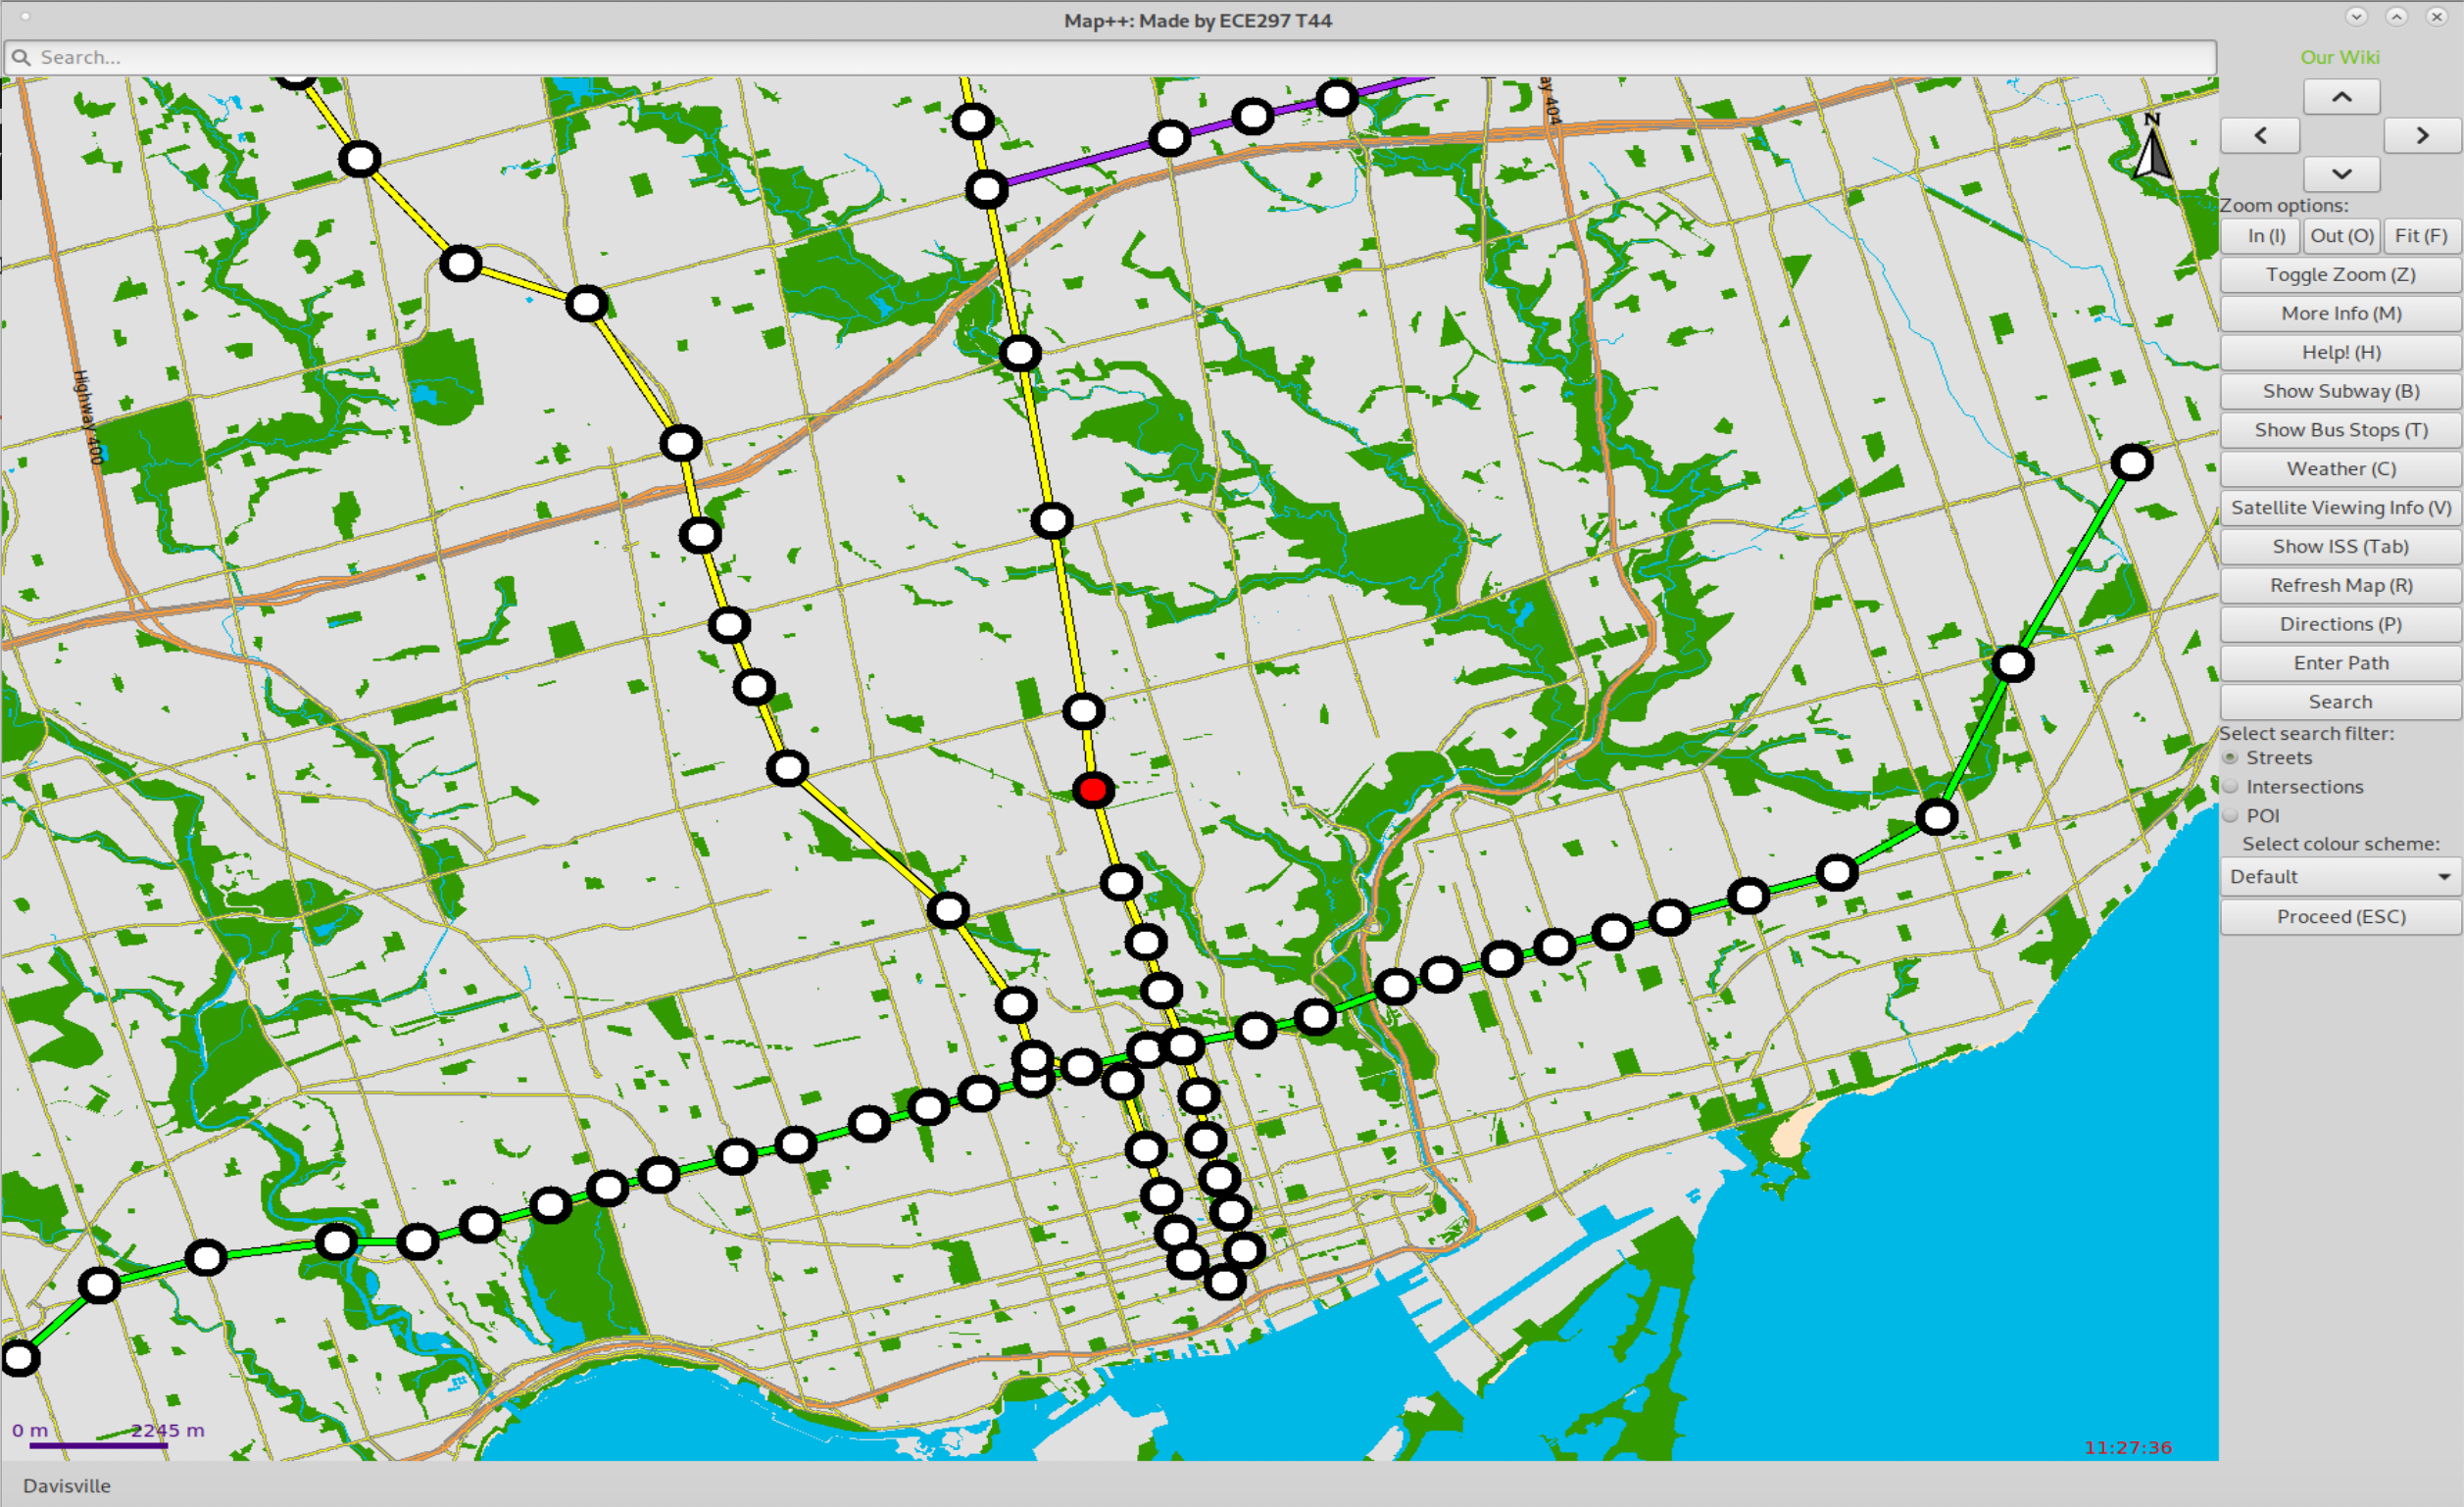 Map++: Made by ECE297 T44
Search...
Our Wiki
N
Zoom options:
In (I) Out (O) Fit (F)
Toggle Zoom (Z)
More Info (M)
Help! (H)
Show Subway (B)
Show Bus Stops (T)
Weather (C)
Satellite Viewing Info (V)
Show ISS (Tab)
Refresh Map (R)
Directions (P)
Enter Path
Search
Select search filter:
Streets
Intersections
POI
Select colour scheme:
Default
Proceed (ESC)
ay 404
Highway 400
0 m 2245 m
11:27:36
Davisville